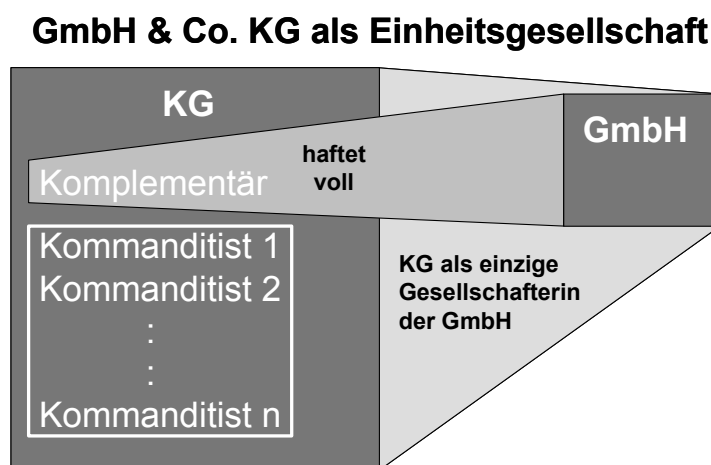 GmbH & Co. KG als Einheitsgesellschaft
KG
GmbH
haftet
voll
Komplementär
Kommanditist 1
Kommanditist 2
:
:
Kommanditist n
KG als einzige
Gesellschafterin
der GmbH